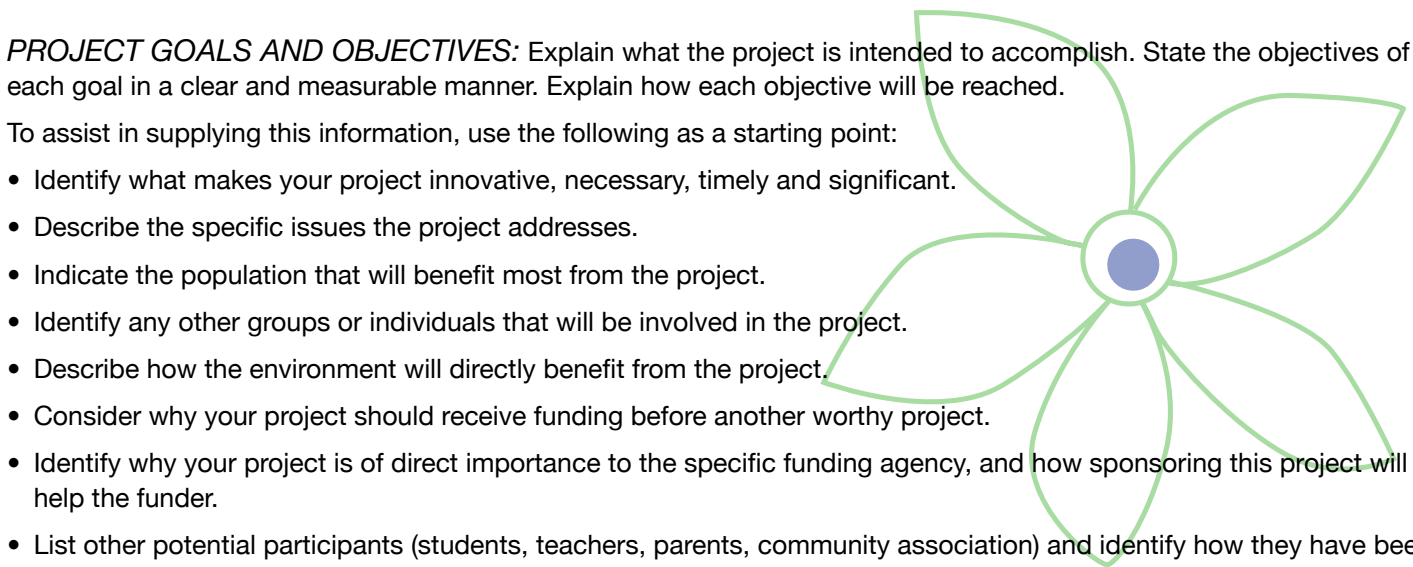 PROJECT GOALS AND OBJECTIVES: Explain what the project is intended to accomplish. State the objectives of
each goal in a clear and measurable manner. Explain how each objective will be reached.
To assist in supplying this information, use the following as a starting point:
• Identify what makes your project innovative, necessary, timely and significant.
• Describe the specific issues the project addresses.
• Indicate the population that will benefit most from the project.
• Identify any other groups or individuals that will be involved in the project.
• Describe how the environment will directly benefit from the project.
• Consider why your project should receive funding before another worthy project.
• Identify why your project is of direct importance to the specific funding agency, and how sponsoring this project will
help the funder.
• List other potential participants (students, teachers, parents, community association) and identify how they have